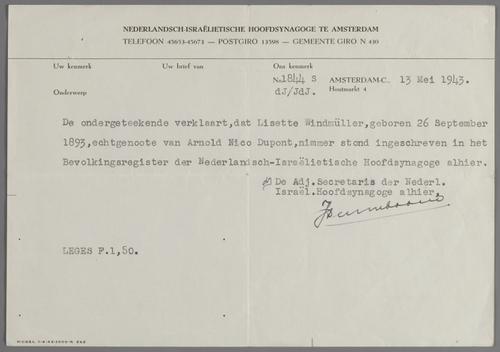 NEDERLANDSCH-ISRAËLIETISCHE HOOFDSYNAGOGE TE AMSTERDAM
TELEFOON 45653-45671 — POSTGIRO 13598 — GEMEENTE GIRO N 430
Uw kenmerk Uw brief van Ons kenmerk
No 1844 S AMSTERDAM-C., 13 Mei 1943.
Onderwerp dJ/JdJ. Houtmarkt 4
De ondergeteekende verklaart,dat Lisette Windmüller,geboren 26 September
1893,echtgenoote van Arnold Nico Dupont,nimmer stond ingeschreven in het
Bevolkingsregister der Nederlandsch-Israëlietische Hoofdsynagoge alhier.
De Adj.Secretaris der Nederl.
Israël.Hoofdsynagoge alhier,
LEGES F.1,50.